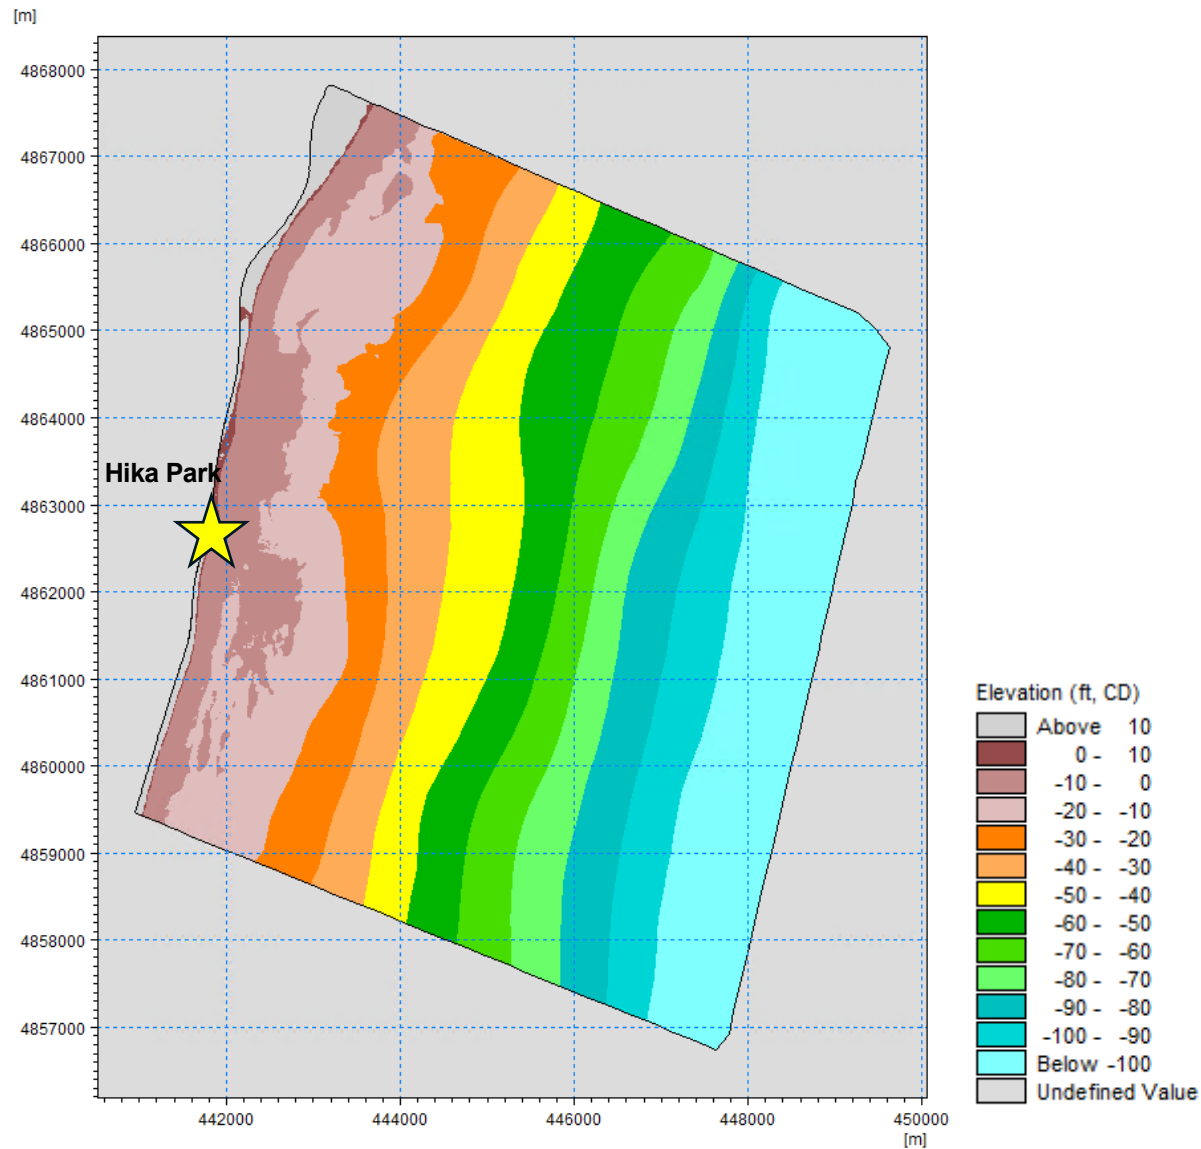 [m]
4868000
4867000
4866000
4865000
4864000
Hika Park
4863000
4862000
4861000
4860000
4859000
4858000
4857000
442000 444000 446000 448000 450000
[m]
Elevation (ft, CD)
Above 10
0 - 10
-10 - 0
-20 - -10
-30 - -20
-40 - -30
-50 - -40
-60 - -50
-70 - -60
-80 - -70
-90 - -80
-100 - -90
Below -100
Undefined Value